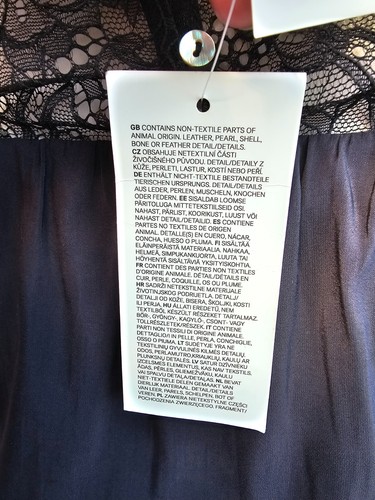 GB CONTAINS NON-TEXTILE PARTS OF
ANIMAL ORIGIN. LEATHER, PEARL, SHELL,
BONE OR FEATHER DETAIL/DETAILS.
CZ OBSAHUJE NETEXTILNÍ ČÁSTI
ŽIVOČIŠNÉHO PŮVODU. DETAIL/DETAILY Z
KŮŽE, PERLETI, LASTUR, KOSTÍ NEBO PEŘÍ.
DE ENTHÄLT NICHT-TEXTILE BESTANDTEILE
TIERISCHEN URSPRUNGS. DETAIL/DETAILS
AUS LEDER, PERLEN, MUSCHELN, KNOCHEN
ODER FEDERN. EE SISALDAB LOOMSE
PÄRITOLUGA MITTETEKSTIILSEID OSI.
NAHAST, PÄRLIST, KOORIKUST, LUUST VÕI
SULEST DETAIL/DETAILID. ES CONTIENE
PARTES NO TEXTILES DE ORIGEN
ANIMAL. DETALLE(S) EN CUERO, NÁCAR,
CONCHA, HUESO O PLUMA. FI SISÄLTÄÄ
ELÄINPERÄISTÄ MATERIAALIA. NAHKAA,
HELMEÄ, SIMPUKANKUORTA, LUUTA TAI
HÖYHENTÄ SISÄLTÄVIÄ YKSITYISKOHTIA.
FR CONTIENT DES PARTIES NON TEXTILES
D'ORIGINE ANIMALE. DÉTAIL/DÉTAILS EN
CUIR, PERLE, COQUILLE, OS OU PLUME.
HR SADRŽI NETEKSTILNE MATERIJALE
ŽIVOTINJSKOG PODRIJETLA. DETALJ/
DETALJI OD KOŽE, BISERA, ŠKOLJKI, KOSTI
ILI PERJA. HU ÁLLATI EREDETŰ, NEM
TEXTILBŐL KÉSZÜLT RÉSZEKET TARTALMAZ.
BŐR-, GYÖNGY-, KAGYLÓ-, CSONT- VAGY
TOLLRÉSZLET/RÉSZLETEK. IT CONTIENE
PARTI NON TESSILI DI ORIGINE ANIMALE.
DETTAGLIO/I IN PELLE, PERLA, CONCHIGLIE,
OSSO O PIUMA. LT SUDĖTYJE YRA NE
TEKSTILINIŲ GYVULINĖS KILMĖS DETALIŲ.
ODOS, PERLAMUTRO, KRIAUKLIŲ, KAULŲ AR
PLUNKSNŲ DETALĖS. LV SATUR DZĪVNIEKU
IZCELSMES ELEMENTUS, KAS NAV TEKSTILS.
ĀDAS, PĒRLES, GLIEMEŽVĀKU, KAULU
VAI SPALVU DETAĻA/DETAĻAS. NL BEVAT
NIET-TEXTIELE DELEN GEMAAKT VAN
DIERLIJK MATERIAAL. DETAIL/DETAILS
VAN LEER, PARELS, SCHELPEN, BOT OF
VEREN. PL ZAWIERA NIETEKSTYLNE CZĘŚCI
POCHODZENIA ZWIERZĘCEGO. FRAGMENT/